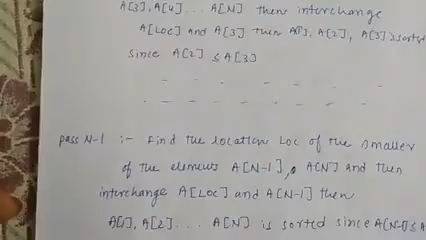 A[3], A[4]... A[N] then interchange
A[LOC] and A[3] then A[1], A[2], A[3] is sorted
since A[2] ≤ A[3]
pass N-1 :- Find the location LOC of the smaller
of the elements A[N-1], A[N] and then
interchange A[LOC] and A[N-1] then
A[1], A[2]... A[N] is sorted since A[N-1] ≤ A